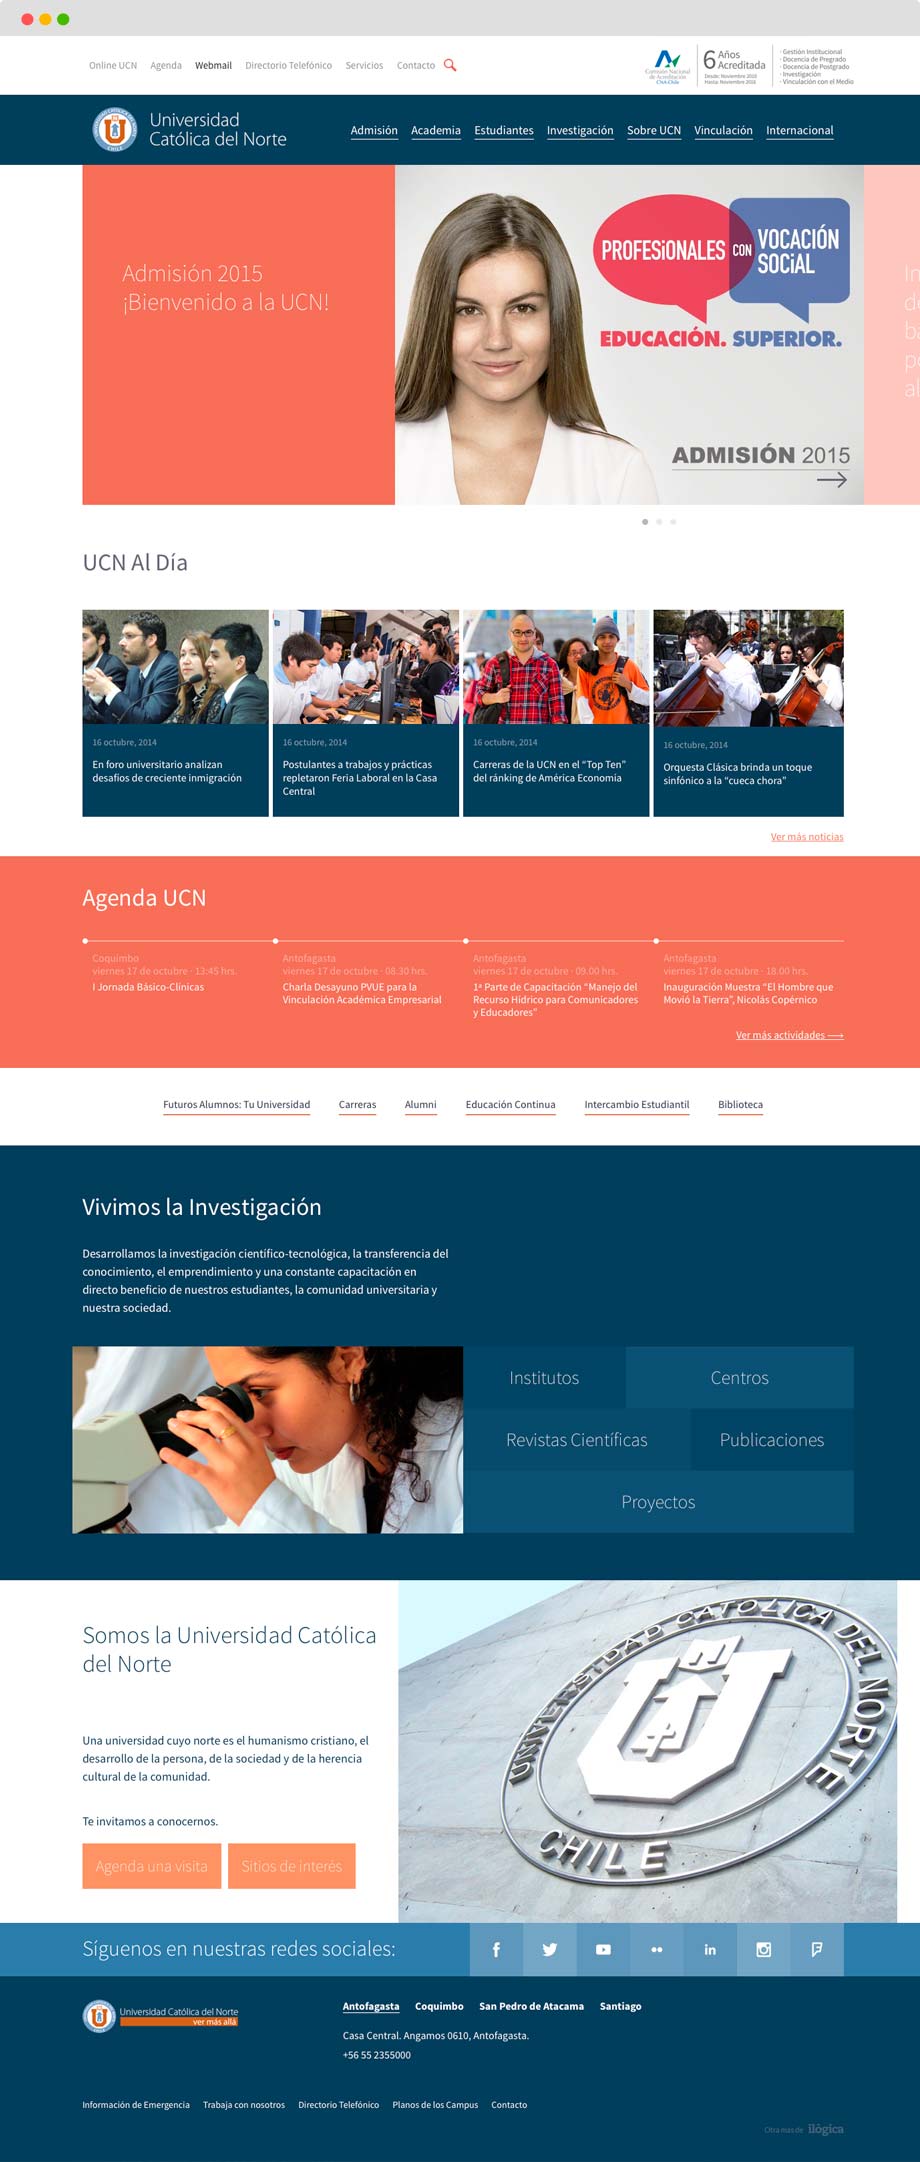 Online UCN
Agenda
Webmail
Directorio Telefónico
Servicios
Contacto
Comisión Nacional
de Acreditación
CNA-Chile
6 Años
Acreditada
Desde: Noviembre 2010
Hasta: Noviembre 2016
· Gestión Institucional
· Docencia de Pregrado
· Docencia de Postgrado
· Investigación
· Vinculación con el Medio
Universidad
Católica del Norte
Admisión
Academia
Estudiantes
Investigación
Sobre UCN
Vinculación
Internacional
Admisión 2015
¡Bienvenido a la UCN!
PROFESiONALES CON VOCACIÓN
SOCiAL
EDUCACIÓN. SUPERIOR.
ADMISIÓN 2015
UCN Al Día
16 octubre, 2014
En foro universitario analizan
desafíos de creciente inmigración
16 octubre, 2014
Postulantes a trabajos y prácticas
repletaron Feria Laboral en la Casa
Central
16 octubre, 2014
Carreras de la UCN en el “Top Ten”
del ránking de América Economia
16 octubre, 2014
Orquesta Clásica brinda un toque
sinfónico a la “cueca chora”
Ver más noticias
Agenda UCN
Coquimbo
viernes 17 de octubre · 13:45 hrs.
I Jornada Básico-Clínicas
Antofagasta
viernes 17 de octubre · 08.30 hrs.
Charla Desayuno PVUE para la
Vinculación Académica Empresarial
Antofagasta
viernes 17 de octubre · 09.00 hrs.
1ª Parte de Capacitación “Manejo del
Recurso Hídrico para Comunicadores
y Educadores”
Antofagasta
viernes 17 de octubre · 18.00 hrs.
Inauguración Muestra “El Hombre que
Movió la Tierra”, Nicolás Copérnico
Ver más actividades ⟶
Futuros Alumnos: Tu Universidad
Carreras
Alumni
Educación Continua
Intercambio Estudiantil
Biblioteca
Vivimos la Investigación
Desarrollamos la investigación científico-tecnológica, la transferencia del
conocimiento, el emprendimiento y una constante capacitación en
directo beneficio de nuestros estudiantes, la comunidad universitaria y
nuestra sociedad.
Institutos
Centros
Revistas Científicas
Publicaciones
Proyectos
Somos la Universidad Católica
del Norte
Una universidad cuyo norte es el humanismo cristiano, el
desarrollo de la persona, de la sociedad y de la herencia
cultural de la comunidad.
Te invitamos a conocernos.
Agenda una visita
Sitios de interés
UNIVERSIDAD CATOLICA DEL NORTE
CHILE
Síguenos en nuestras redes sociales:
Universidad Católica del Norte
ver más allá
Antofagasta
Coquimbo
San Pedro de Atacama
Santiago
Casa Central. Angamos 0610, Antofagasta.
+56 55 2355000
Información de Emergencia
Trabaja con nosotros
Directorio Telefónico
Planos de los Campus
Contacto
Otra más de ilógica